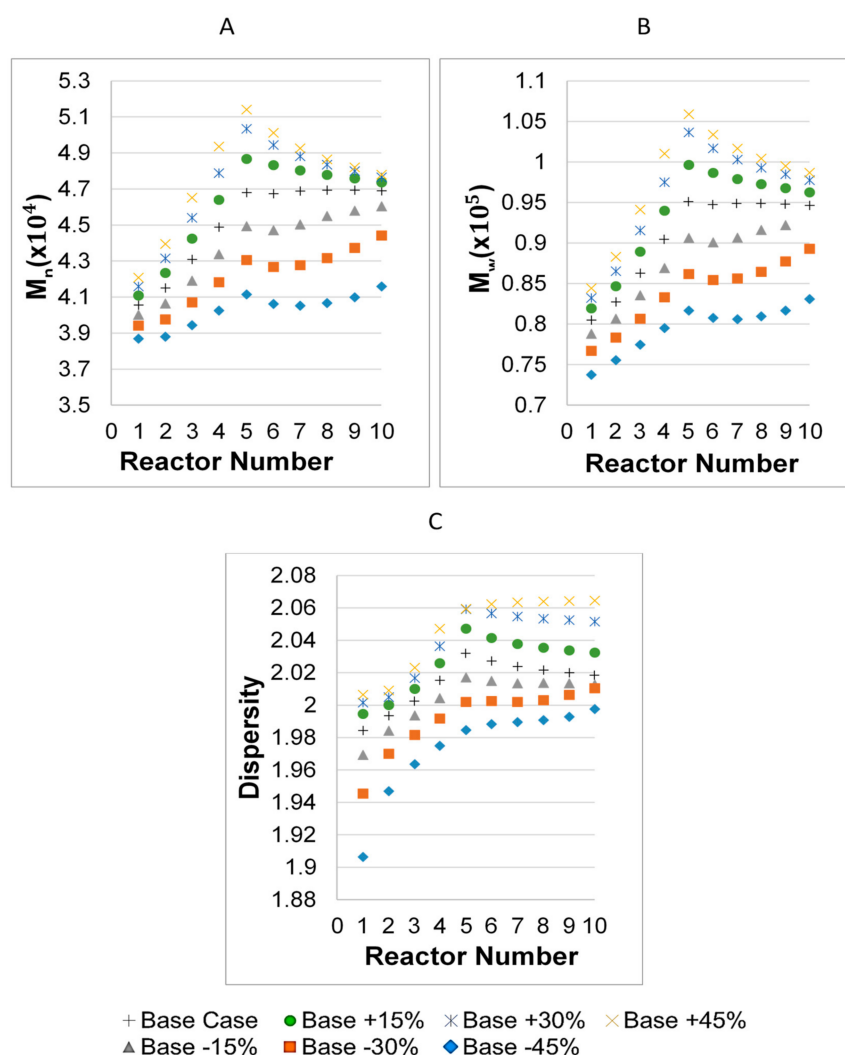 A
B
5.3
5.1
4.9
4.7
4.5
4.3
4.1
3.9
3.7
3.5
Mn(x10⁴)
0 1 2 3 4 5 6 7 8 9 10
Reactor Number
1.1
1.05
1
0.95
0.9
0.85
0.8
0.75
0.7
Mw(x10⁵)
0 1 2 3 4 5 6 7 8 9 10
Reactor Number
C
2.08
2.06
2.04
2.02
2
1.98
1.96
1.94
1.92
1.9
1.88
Dispersity
0 1 2 3 4 5 6 7 8 9 10
Reactor Number
Base Case Base +15% Base +30% Base +45%
Base -15% Base -30% Base -45%